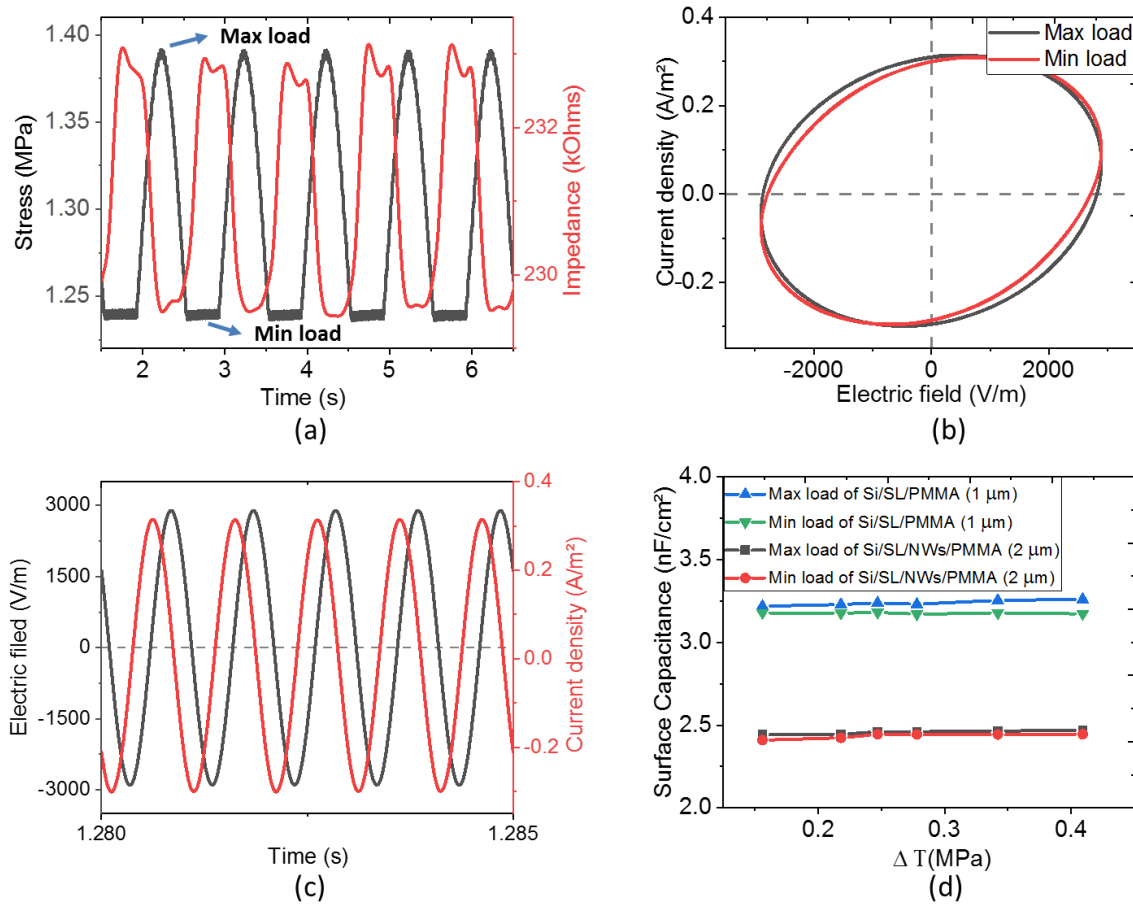 1.40
1.35
1.30
1.25
Stress (MPa)
Max load
Min load
232
230
Impedance (kOhms)
2
3
4
5
6
Time (s)
(a)
0.4
0.2
0.0
-0.2
Current density (A/m²)
Max load
Min load
-2000
0
2000
Electric field (V/m)
(b)
3000
1500
0
-1500
-3000
Electric filed (V/m)
0.4
0.2
0.0
-0.2
Current density (A/m²)
1.280
1.285
Time (s)
(c)
4.0
3.5
3.0
2.5
2.0
Surface Capacitance (nF/cm²)
Max load of Si/SL/PMMA (1 μm)
Min load of Si/SL/PMMA (1 μm)
Max load of Si/SL/NWs/PMMA (2 μm)
Min load of Si/SL/NWs/PMMA (2 μm)
0.2
0.3
0.4
Δ T(MPa)
(d)